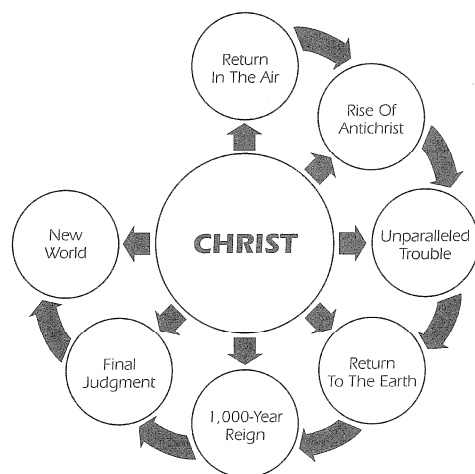 Return
In The Air
Rise Of
Antichrist
Unparalleled
Trouble
Return
To The Earth
1,000-Year
Reign
Final
Judgment
New
World
CHRIST